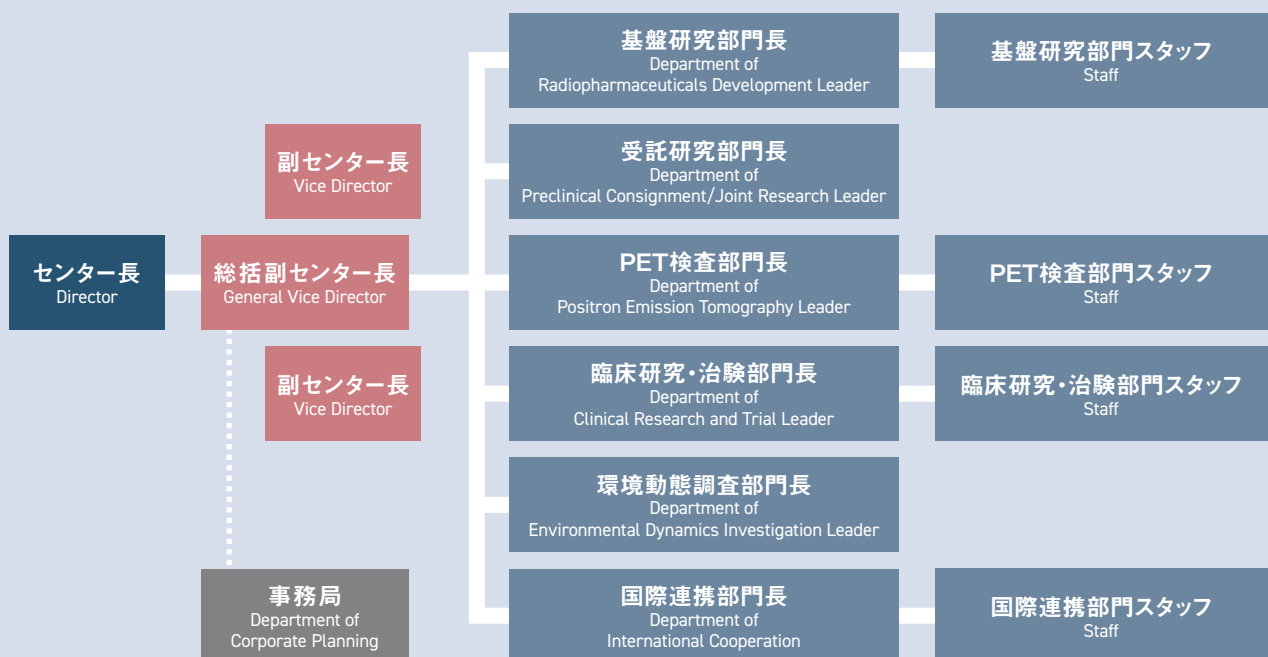 センター長
Director
総括副センター長
General Vice Director
副センター長
Vice Director
副センター長
Vice Director
事務局
Department of
Corporate Planning
基盤研究部門長
Department of
Radiopharmaceuticals Development Leader
基盤研究部門スタッフ
Staff
受託研究部門長
Department of
Preclinical Consignment/Joint Research Leader
PET検査部門長
Department of
Positron Emission Tomography Leader
PET検査部門スタッフ
Staff
臨床研究・治験部門長
Department of
Clinical Research and Trial Leader
臨床研究・治験部門スタッフ
Staff
環境動態調査部門長
Department of
Environmental Dynamics Investigation Leader
国際連携部門長
Department of
International Cooperation
国際連携部門スタッフ
Staff